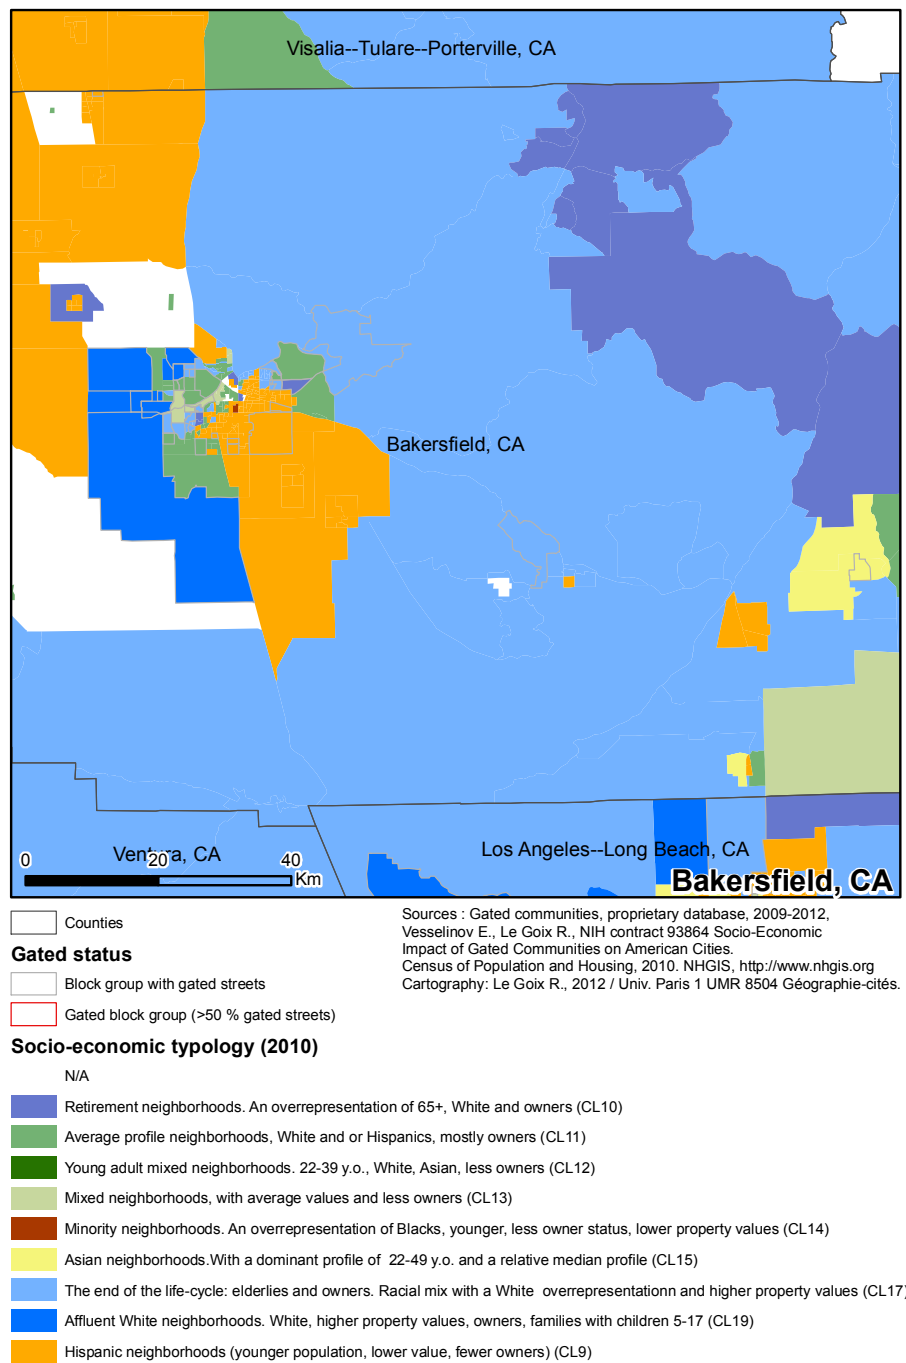 Visalia--Tulare--Porterville, CA
Bakersfield, CA
Ventura, CA
Los Angeles--Long Beach, CA
0 20 40
Km
Bakersfield, CA
Counties
Gated status
Block group with gated streets
Gated block group (>50 % gated streets)
Sources : Gated communities, proprietary database, 2009-2012,
Vesselinov E., Le Goix R., NIH contract 93864 Socio-Economic
Impact of Gated Communities on American Cities.
Census of Population and Housing, 2010. NHGIS, http://www.nhgis.org
Cartography: Le Goix R., 2012 / Univ. Paris 1 UMR 8504 Géographie-cités.
Socio-economic typology (2010)
N/A
Retirement neighborhoods. An overrepresentation of 65+, White and owners (CL10)
Average profile neighborhoods, White and or Hispanics, mostly owners (CL11)
Young adult mixed neighborhoods. 22-39 y.o., White, Asian, less owners (CL12)
Mixed neighborhoods, with average values and less owners (CL13)
Minority neighborhoods. An overrepresentation of Blacks, younger, less owner status, lower property values (CL14)
Asian neighborhoods.With a dominant profile of  22-49 y.o. and a relative median profile (CL15)
The end of the life-cycle: elderlies and owners. Racial mix with a White  overrepresentationn and higher property values (CL17)
Affluent White neighborhoods. White, higher property values, owners, families with children 5-17 (CL19)
Hispanic neighborhoods (younger population, lower value, fewer owners) (CL9)